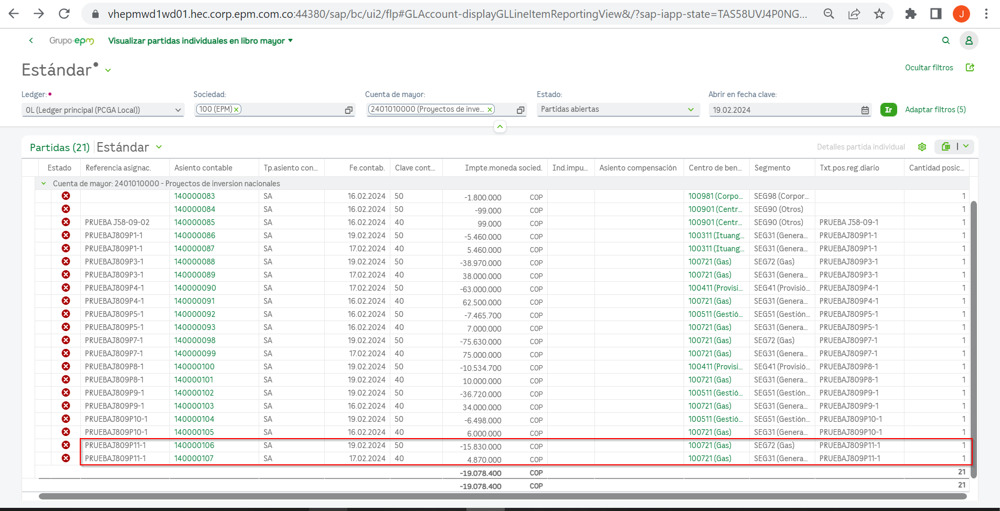 vhepmwd1wd01.hec.corp.epm.com.co:44380/sap/bc/ui2/flp#GLAccount-displayGLLineItemReportingView&/?sap-iapp-state=TAS58UVJ4P0NG...
J
Grupo·epm Visualizar partidas individuales en libro mayor
Estándar
Ocultar filtros
Ledger: Sociedad: Cuenta de mayor: Estado: Abrir en fecha clave:
0L (Ledger principal (PCGA Local)) 100 (EPM) 2401010000 (Proyectos de inve... Partidas abiertas 19.02.2024 Ir Adaptar filtros (5)
Partidas (21) Estándar Detalles partida individual
Estado Referencia asignac. Asiento contable Tp.asiento con... Fe.contab. Clave cont... Impte.moneda socied. Ind.impu... Asiento compensación Centro de ben... Segmento Txt.pos.reg.diario Cantidad posic...
Cuenta de mayor: 2401010000 - Proyectos de inversion nacionales
140000083 SA 16.02.2024 50 -1.800.000 COP 100981 (Corpo... SEG98 (Corpor... 1
140000084 SA 16.02.2024 50 -99.000 COP 100901 (Centr... SEG90 (Otros) 1
PRUEBA J58-09-02 140000085 SA 16.02.2024 40 99.000 COP 100901 (Centr... SEG90 (Otros) PRUEBA J58-09-1 1
PRUEBAJ809P1-1 140000086 SA 19.02.2024 50 -5.460.000 COP 100311 (Ituang... SEG31 (Genera... PRUEBAJ809P1-1 1
PRUEBAJ809P1-1 140000087 SA 17.02.2024 40 5.460.000 COP 100311 (Ituang... SEG31 (Genera... PRUEBAJ809P1-1 1
PRUEBAJ809P3-1 140000088 SA 19.02.2024 50 -38.970.000 COP 100721 (Gas) SEG72 (Gas) PRUEBAJ809P3-1 1
PRUEBAJ809P3-1 140000089 SA 17.02.2024 40 38.000.000 COP 100721 (Gas) SEG31 (Genera... PRUEBAJ809P3-1 1
PRUEBAJ809P4-1 140000090 SA 17.02.2024 50 -63.000.000 COP 100411 (Provisi... SEG41 (Provisió... PRUEBAJ809P4-1 1
PRUEBAJ809P4-1 140000091 SA 16.02.2024 40 62.500.000 COP 100721 (Gas) SEG31 (Genera... PRUEBAJ809P4-1 1
PRUEBAJ809P5-1 140000092 SA 16.02.2024 50 -7.465.700 COP 100511 (Gestió... SEG51 (Gestión... PRUEBAJ809P5-1 1
PRUEBAJ809P5-1 140000093 SA 16.02.2024 40 7.000.000 COP 100721 (Gas) SEG31 (Genera... PRUEBAJ809P5-1 1
PRUEBAJ809P7-1 140000098 SA 19.02.2024 50 -75.630.000 COP 100721 (Gas) SEG72 (Gas) PRUEBAJ809P7-1 1
PRUEBAJ809P7-1 140000099 SA 17.02.2024 40 75.000.000 COP 100721 (Gas) SEG31 (Genera... PRUEBAJ809P7-1 1
PRUEBAJ809P8-1 140000100 SA 19.02.2024 50 -10.534.700 COP 100411 (Provisi... SEG41 (Provisió... PRUEBAJ809P8-1 1
PRUEBAJ809P8-1 140000101 SA 19.02.2024 40 10.000.000 COP 100721 (Gas) SEG31 (Genera... PRUEBAJ809P8-1 1
PRUEBAJ809P9-1 140000102 SA 19.02.2024 50 -36.720.000 COP 100511 (Gestió... SEG51 (Gestión... PRUEBAJ809P9-1 1
PRUEBAJ809P9-1 140000103 SA 16.02.2024 40 34.000.000 COP 100721 (Gas) SEG31 (Genera... PRUEBAJ809P9-1 1
PRUEBAJ809P10-1 140000104 SA 19.02.2024 50 -6.498.000 COP 100511 (Gestió... SEG51 (Gestión... PRUEBAJ809P10-1 1
PRUEBAJ809P10-1 140000105 SA 16.02.2024 40 6.000.000 COP 100721 (Gas) SEG31 (Genera... PRUEBAJ809P10-1 1
PRUEBAJ809P11-1 140000106 SA 19.02.2024 50 -15.830.000 COP 100721 (Gas) SEG72 (Gas) PRUEBAJ809P11-1 1
PRUEBAJ809P11-1 140000107 SA 17.02.2024 40 4.870.000 COP 100721 (Gas) SEG31 (Genera... PRUEBAJ809P11-1 1
-19.078.400 COP 21
-19.078.400 COP 21